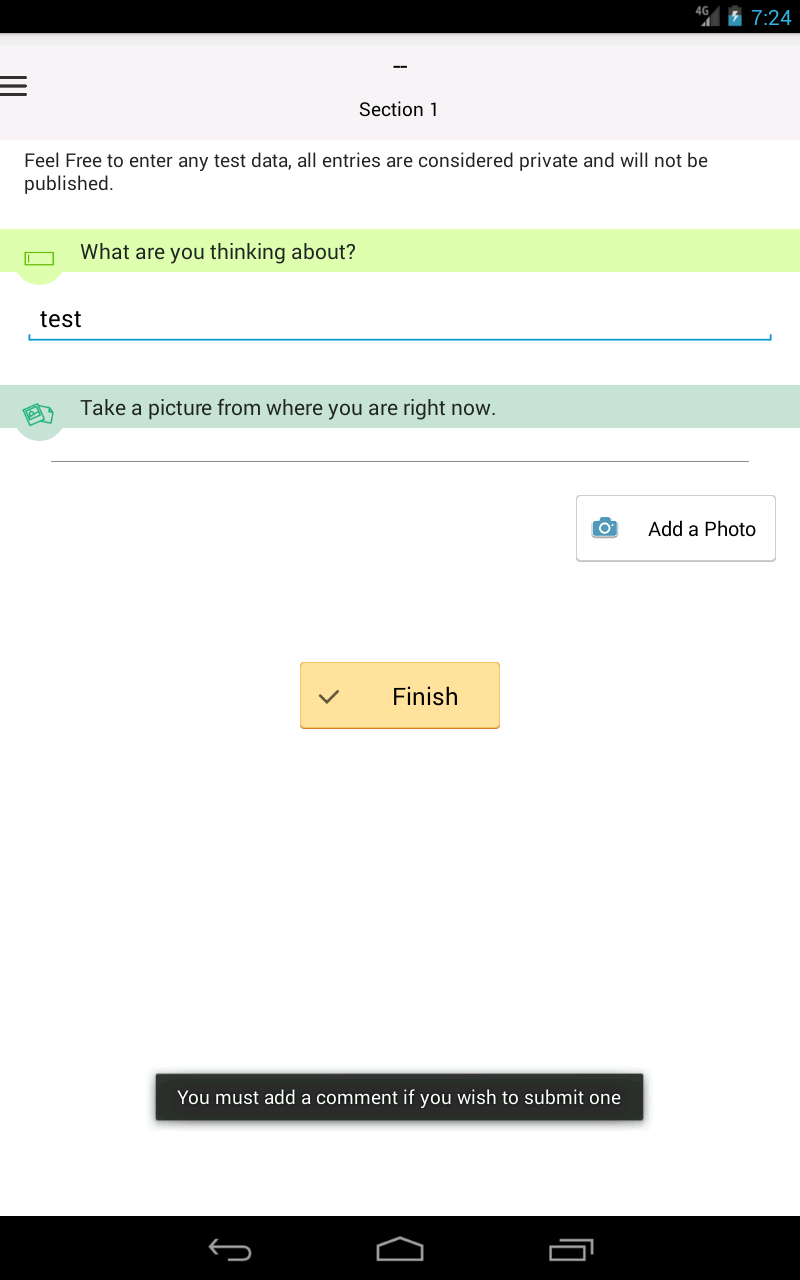 4G 7:24
--
Section 1
Feel Free to enter any test data, all entries are considered private and will not be
published.
What are you thinking about?
test
Take a picture from where you are right now.
Add a Photo
Finish
You must add a comment if you wish to submit one